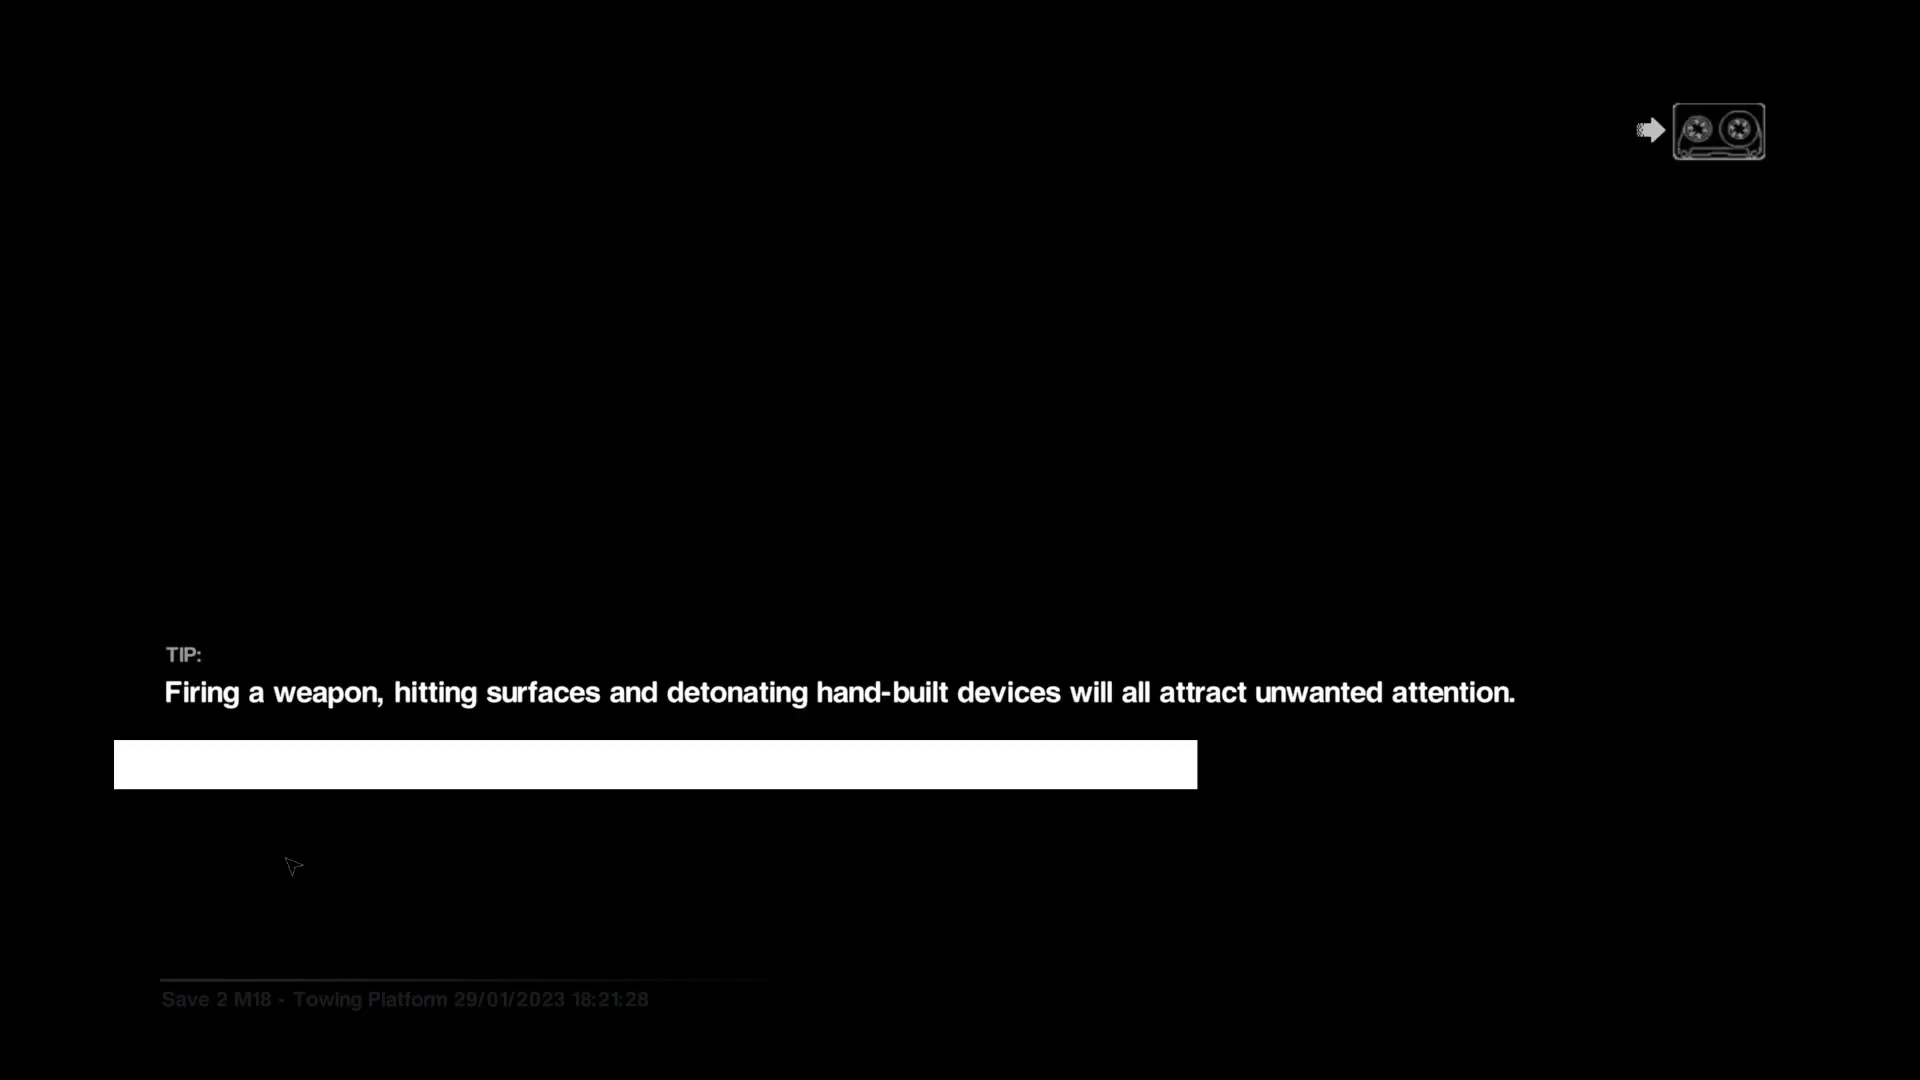 TIP:
Firing a weapon, hitting surfaces and detonating hand-built devices will all attract unwanted attention.
Save 2 M18 - Towing Platform 29/01/2023 18:21:28